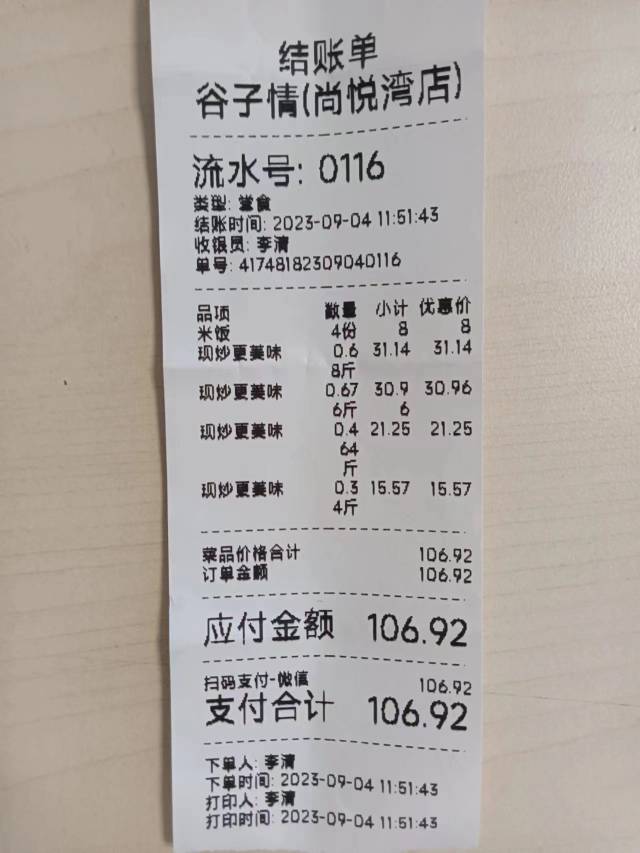 结账单
谷子情(尚悦湾店)
流水号: 0116
类型: 堂食
结账时间: 2023-09-04 11:51:43
收银员: 李清
单号: 41748182309040116
品项 数量 小计 优惠价
米饭 4份 8 8
现炒更美味 0.6 31.14 31.14
8斤
现炒更美味 0.67 30.9 30.96
6斤 6
现炒更美味 0.4 21.25 21.25
64
斤
现炒更美味 0.3 15.57 15.57
4斤
菜品价格合计 106.92
订单金额 106.92
应付金额 106.92
扫码支付-微信 106.92
支付合计 106.92
下单人: 李清
下单时间: 2023-09-04 11:51:43
打印人: 李清
打印时间: 2023-09-04 11:51:43